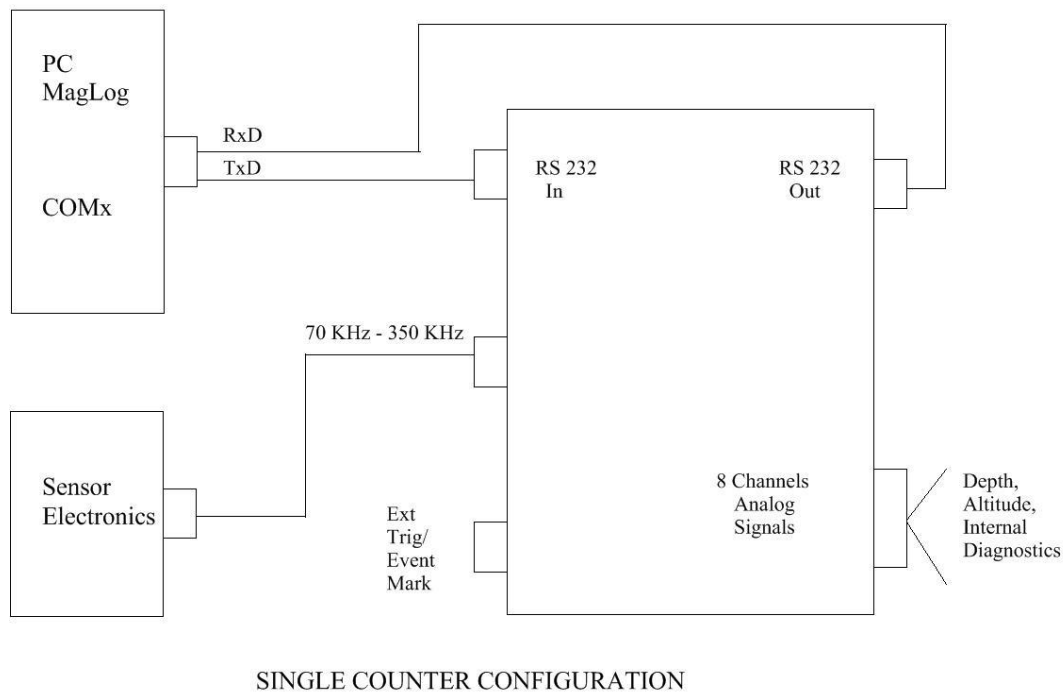 PC
MagLog
COMx
RxD
TxD
RS 232
In
RS 232
Out
70 KHz - 350 KHz
Sensor
Electronics
Ext
Trig/
Event
Mark
8 Channels
Analog
Signals
Depth,
Altitude,
Internal
Diagnostics
SINGLE COUNTER CONFIGURATION